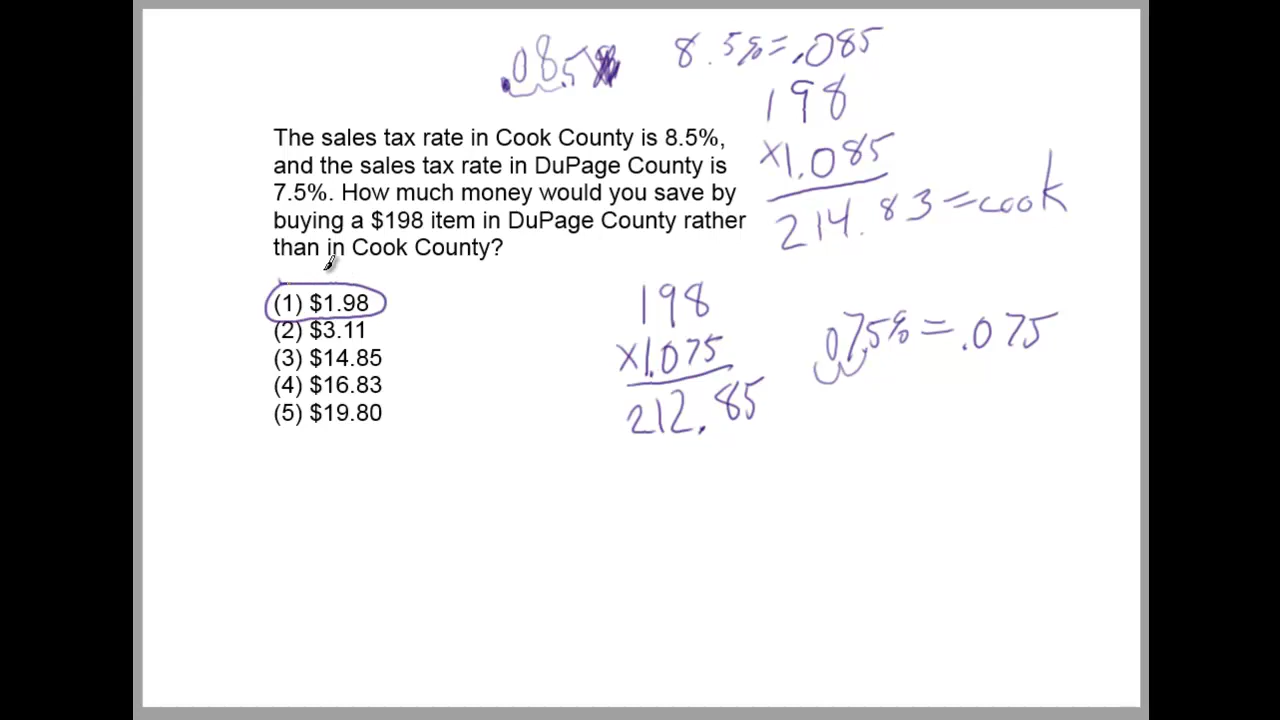 .085%
8.5%=.085
198
x1.085
214.83=cook
The sales tax rate in Cook County is 8.5%,
and the sales tax rate in DuPage County is
7.5%. How much money would you save by
buying a $198 item in DuPage County rather
than in Cook County?
(1) $1.98
(2) $3.11
(3) $14.85
(4) $16.83
(5) $19.80
198
x1.075
212.85
07.5%=.075